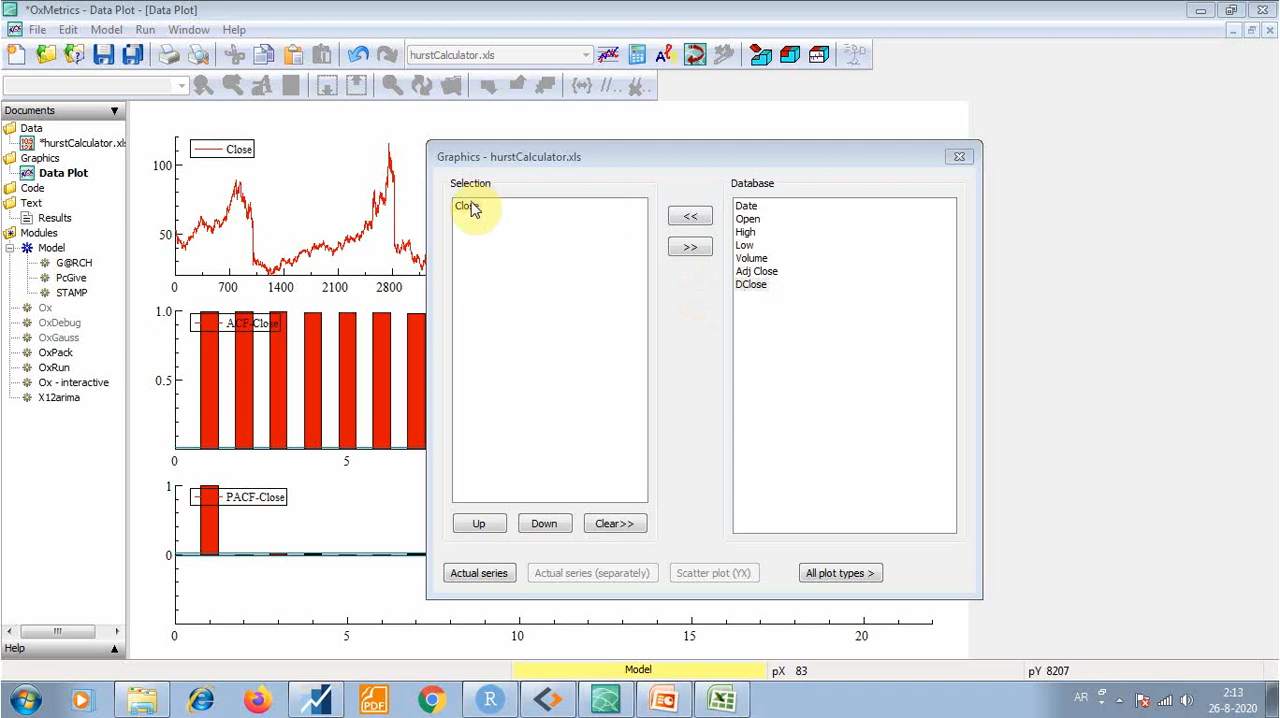 *OxMetrics - Data Plot - [Data Plot]
File Edit Model Run Window Help
hurstCalculator.xls
Documents
Data
*hurstCalculator.xls
Graphics
Data Plot
Code
Text
Results
Modules
Model
G@RCH
PcGive
STAMP
Ox
OxDebug
OxGauss
OxPack
OxRun
Ox - interactive
X12arima
Help
Close
100
50
0 700 1400 2100 2800
1.0
ACF-Close
0.5
0 5
1
PACF-Close
0
0 5 10 15 20
Graphics - hurstCalculator.xls
Selection
Close
<<
>>
Up Down Clear>>
Database
Date
Open
High
Low
Volume
Adj Close
DClose
Actual series Actual series (separately) Scatter plot (YX) All plot types >
Model pX 83 pY 8207
PDF
R
AR
2:13
26-8-2020